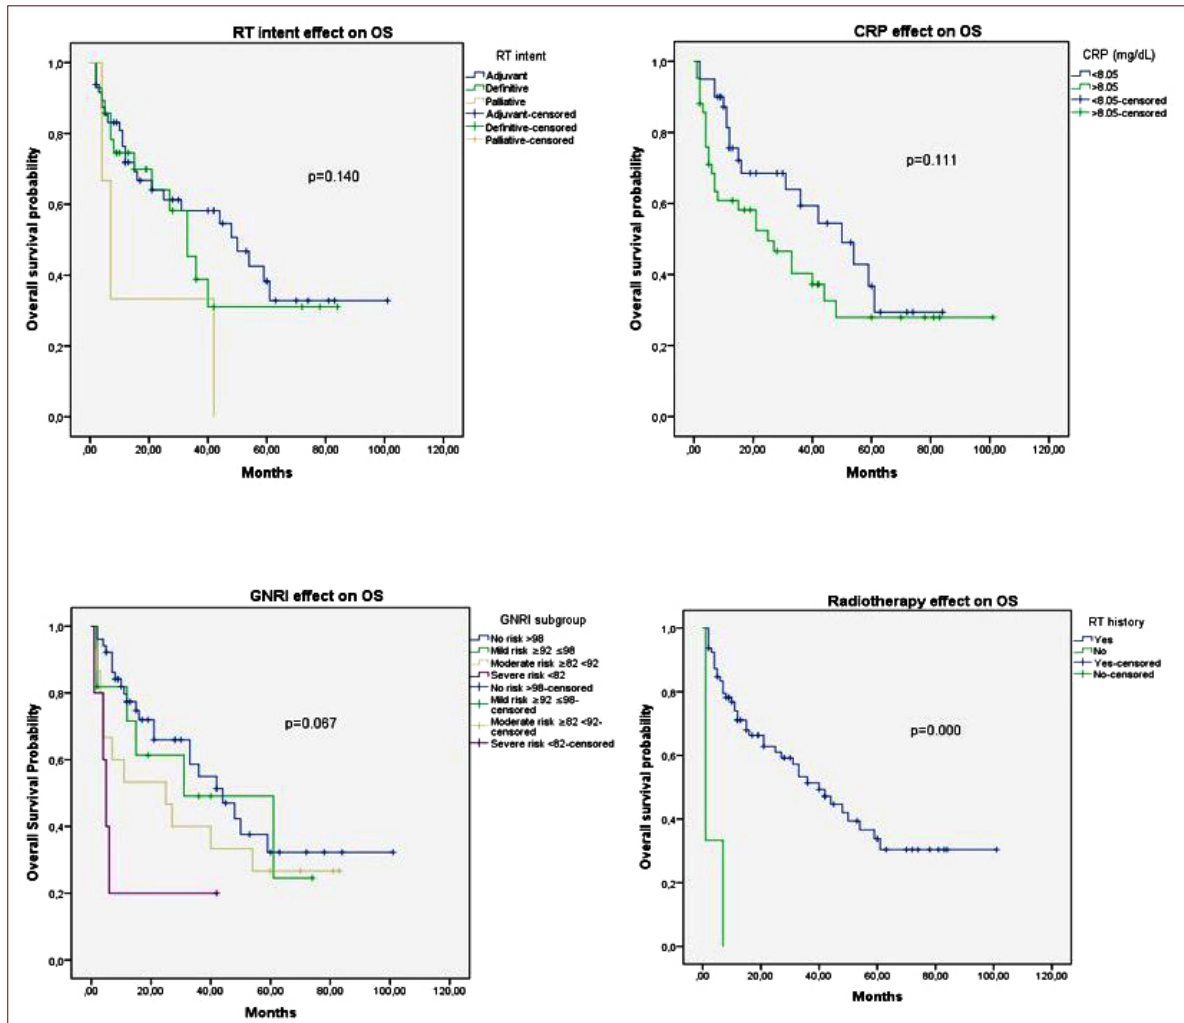 RT intent effect on OS
RT intent
Adjuvant
Definitive
Palliative
Adjuvant-censored
Definitive-censored
Palliative-censored
p=0.140
Overall survival probability
1,0
0,8
0,6
0,4
0,2
0,0
,00 20,00 40,00 60,00 80,00 100,00 120,00
Months
CRP effect on OS
CRP (mg/dL)
<8.05
>8.05
<8.05-censored
>8.05-censored
p=0.111
Overall survival probability
1,0
0,8
0,6
0,4
0,2
0,0
,00 20,00 40,00 60,00 80,00 100,00 120,00
Months
GNRI effect on OS
GNRI subgroup
No risk >98
Mild risk ≥92 ≤98
Moderate risk ≥82 <92
Severe risk <82
No risk >98-censored
Mild risk ≥92 ≤98-
censored
Moderate risk ≥82 <92-
censored
Severe risk <82-censored
p=0.067
Overall Survival Probability
1,0
0,8
0,6
0,4
0,2
0,0
,00 20,00 40,00 60,00 80,00 100,00 120,00
Months
Radiotherapy effect on OS
RT history
Yes
No
Yes-censored
No-censored
p=0.000
Overall survival probability
1,0
0,8
0,6
0,4
0,2
0,0
,00 20,00 40,00 60,00 80,00 100,00 120,00
Months